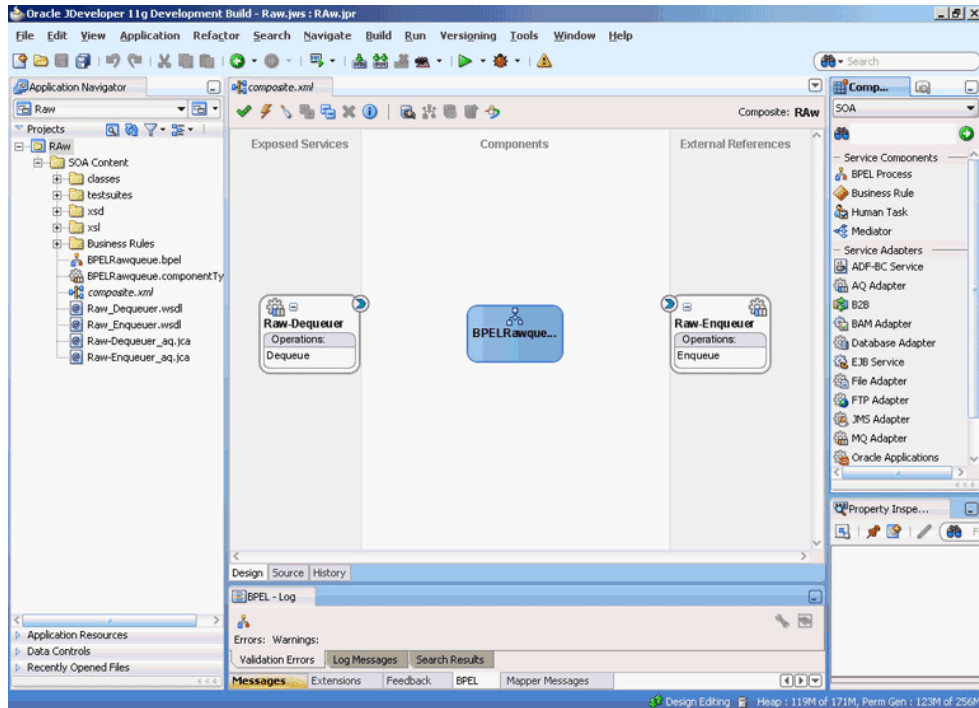 Oracle JDeveloper 11g Development Build - Raw.jws : RAw.jpr
File Edit View Application Refactor Search Navigate Build Run Versioning Tools Window Help
Search
Application Navigator
Raw
Projects
RAw
SOA Content
classes
testsuites
xsd
xsl
Business Rules
BPELRawqueue.bpel
BPELRawqueue.componentTy
composite.xml
Raw_Dequeuer.wsdl
Raw_Enqueuer.wsdl
Raw-Dequeuer_aq.jca
Raw-Enqueuer_aq.jca
Application Resources
Data Controls
Recently Opened Files
composite.xml
Composite: RAw
Exposed Services
Components
External References
Raw-Dequeuer
Operations:
Dequeue
BPELRawque...
Raw-Enqueuer
Operations:
Enqueue
Design Source History
BPEL - Log
Errors: Warnings:
Validation Errors Log Messages Search Results
Messages Extensions Feedback BPEL Mapper Messages
Comp...
SOA
Service Components
BPEL Process
Business Rule
Human Task
Mediator
Service Adapters
ADF-BC Service
AQ Adapter
B2B
BAM Adapter
Database Adapter
EJB Service
File Adapter
FTP Adapter
JMS Adapter
MQ Adapter
Oracle Applications
Property Inspe...
Design Editing Heap : 119M of 171M, Perm Gen : 123M of 256M